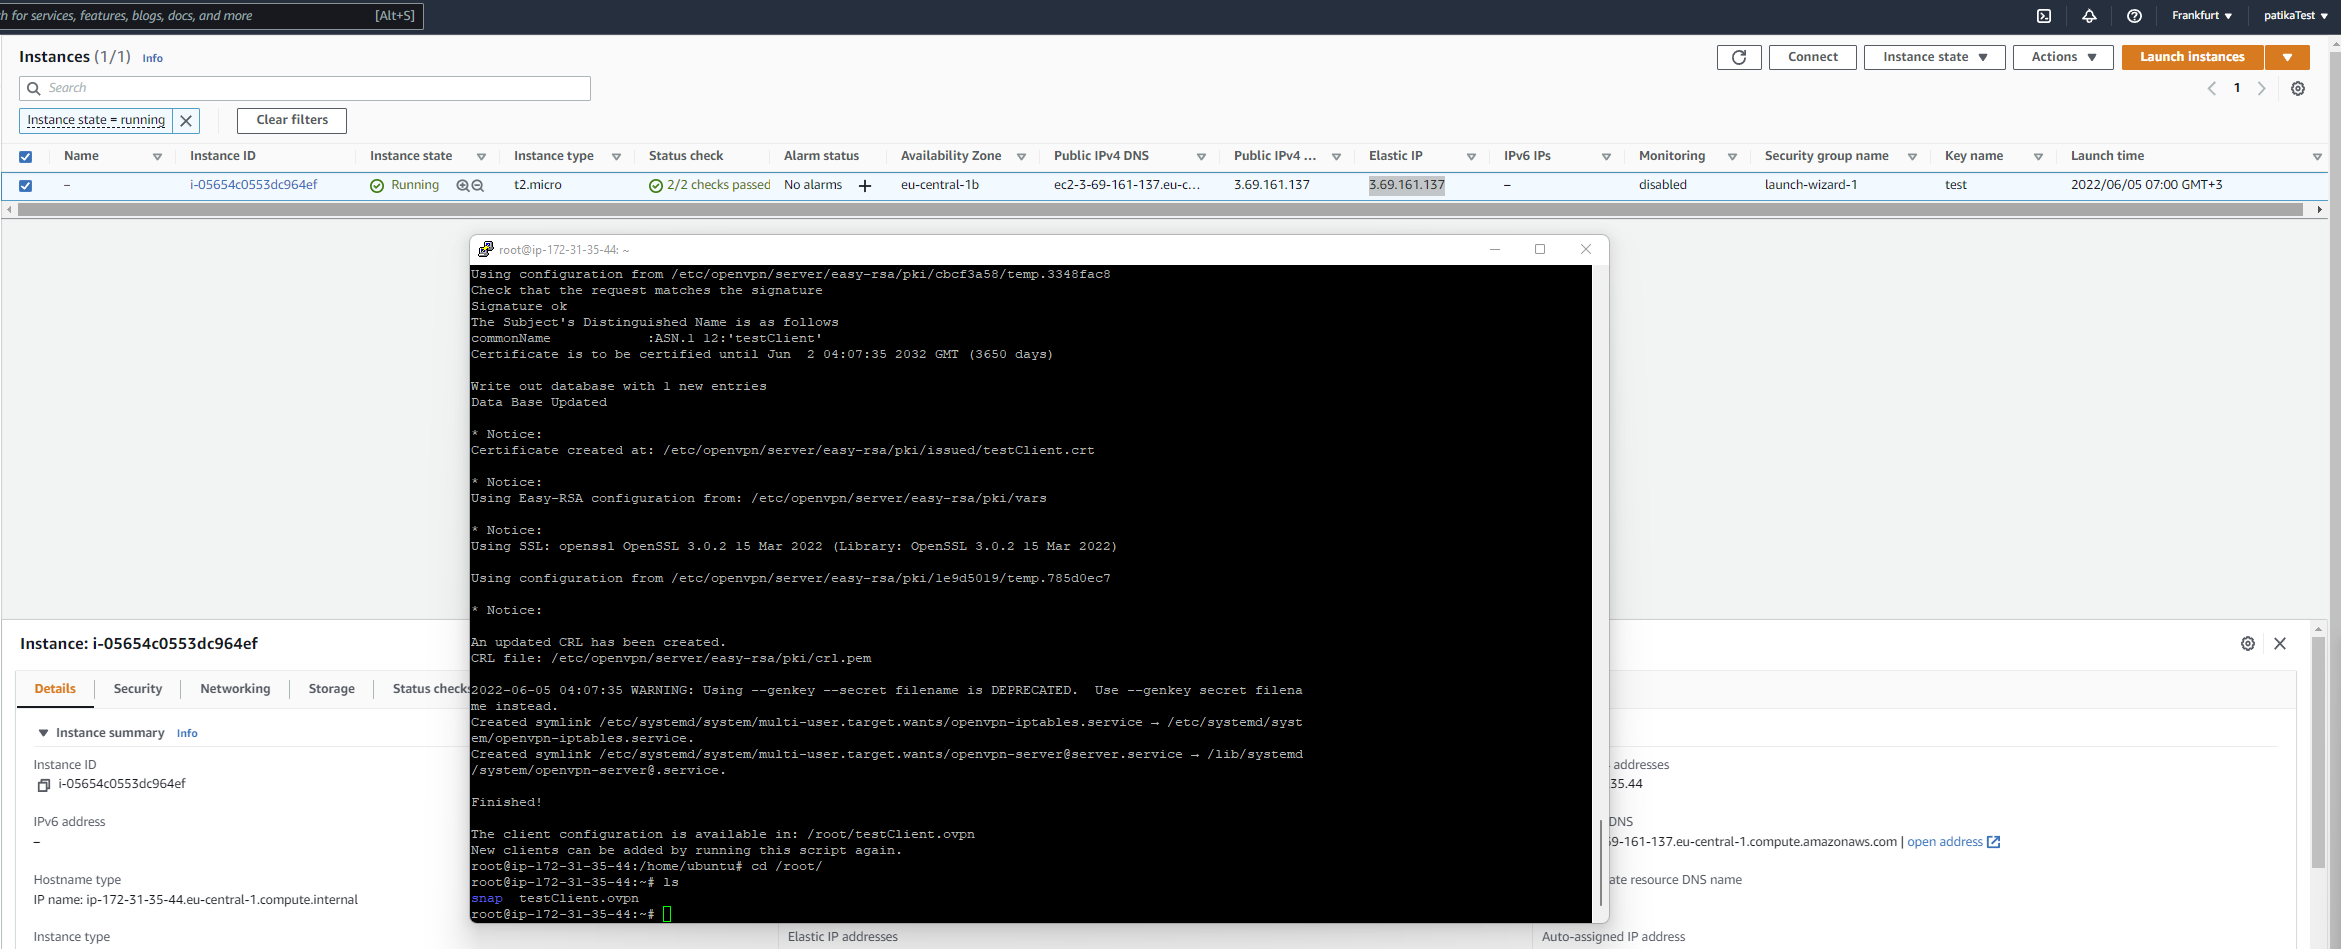 h for services, features, blogs, docs, and more [Alt+S] Frankfurt patikaTest
Instances (1/1) Info Connect Instance state Actions Launch instances
Search 1
Instance state = running Clear filters
Name Instance ID Instance state Instance type Status check Alarm status Availability Zone Public IPv4 DNS Public IPv4 ... Elastic IP IPv6 IPs Monitoring Security group name Key name Launch time
– i-05654c0553dc964ef Running t2.micro 2/2 checks passed No alarms eu-central-1b ec2-3-69-161-137.eu-c... 3.69.161.137 3.69.161.137 – disabled launch-wizard-1 test 2022/06/05 07:00 GMT+3
root@ip-172-31-35-44: ~
Using configuration from /etc/openvpn/server/easy-rsa/pki/cbcf3a58/temp.3348fac8
Check that the request matches the signature
Signature ok
The Subject's Distinguished Name is as follows
commonName            :ASN.1 12:'testClient'
Certificate is to be certified until Jun  2 04:07:35 2032 GMT (3650 days)
Write out database with 1 new entries
Data Base Updated
* Notice:
Certificate created at: /etc/openvpn/server/easy-rsa/pki/issued/testClient.crt
* Notice:
Using Easy-RSA configuration from: /etc/openvpn/server/easy-rsa/pki/vars
* Notice:
Using SSL: openssl OpenSSL 3.0.2 15 Mar 2022 (Library: OpenSSL 3.0.2 15 Mar 2022)
Using configuration from /etc/openvpn/server/easy-rsa/pki/1e9d5019/temp.785d0ec7
* Notice:
An updated CRL has been created.
CRL file: /etc/openvpn/server/easy-rsa/pki/crl.pem
2022-06-05 04:07:35 WARNING: Using --genkey --secret filename is DEPRECATED.  Use --genkey secret filena
me instead.
Created symlink /etc/systemd/system/multi-user.target.wants/openvpn-iptables.service → /etc/systemd/syst
em/openvpn-iptables.service.
Created symlink /etc/systemd/system/multi-user.target.wants/openvpn-server@server.service → /lib/systemd
/system/openvpn-server@.service.
Finished!
The client configuration is available in: /root/testClient.ovpn
New clients can be added by running this script again.
root@ip-172-31-35-44:/home/ubuntu# cd /root/
root@ip-172-31-35-44:~# ls
snap  testClient.ovpn
root@ip-172-31-35-44:~#
Instance: i-05654c0553dc964ef
Details Security Networking Storage Status check
Instance summary Info
Instance ID
i-05654c0553dc964ef
IPv6 address
–
Hostname type
IP name: ip-172-31-35-44.eu-central-1.compute.internal
Instance type
Elastic IP addresses
addresses
35.44
DNS
59-161-137.eu-central-1.compute.amazonaws.com | open address
ate resource DNS name
Auto-assigned IP address